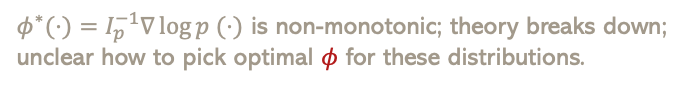 ϕ*(·) = I_p^{-1}∇ log p (·) is non-monotonic; theory breaks down;
unclear how to pick optimal ϕ for these distributions.